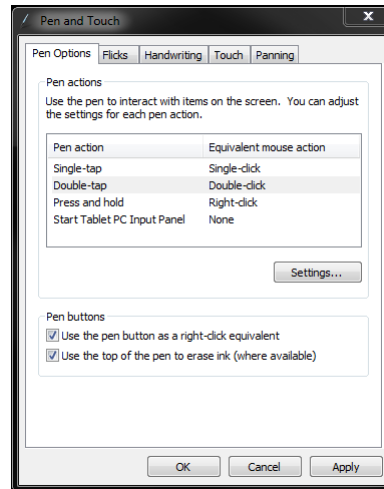 Pen and Touch
x
Pen Options Flicks Handwriting Touch Panning
Pen actions
Use the pen to interact with items on the screen. You can adjust
the settings for each pen action.
Pen action Equivalent mouse action
Single-tap Single-click
Double-tap Double-click
Press and hold Right-click
Start Tablet PC Input Panel None
Settings...
Pen buttons
Use the pen button as a right-click equivalent
Use the top of the pen to erase ink (where available)
OK Cancel Apply